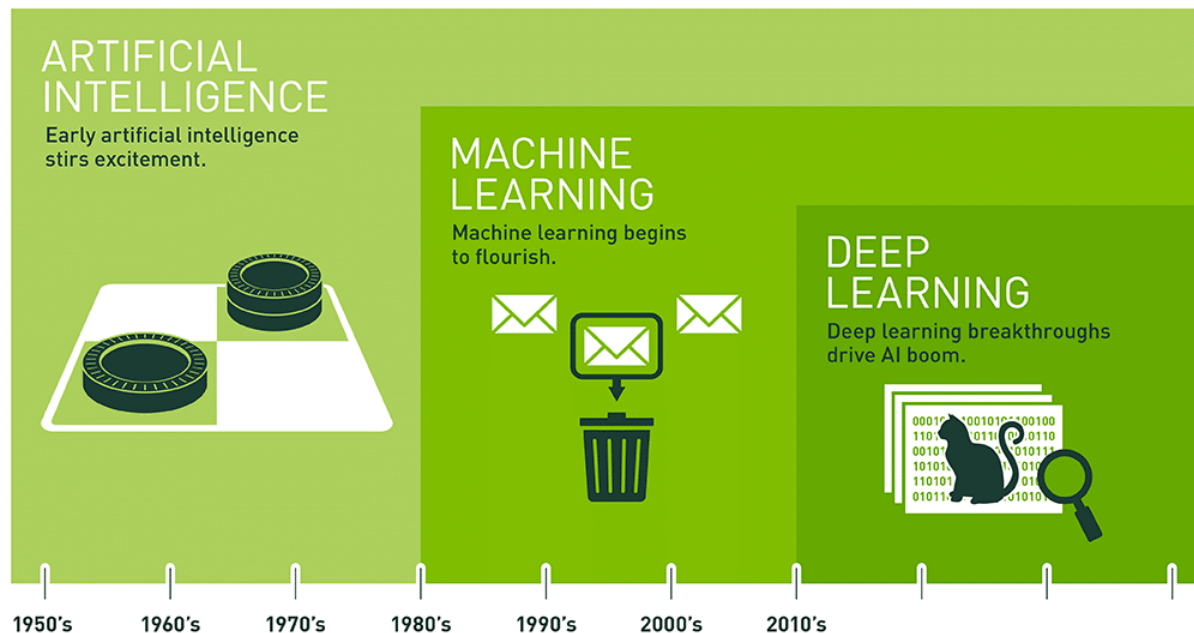 ARTIFICIAL
INTELLIGENCE
Early artificial intelligence
stirs excitement.
MACHINE
LEARNING
Machine learning begins
to flourish.
DEEP
LEARNING
Deep learning breakthroughs
drive AI boom.
1950's 1960's 1970's 1980's 1990's 2000's 2010's